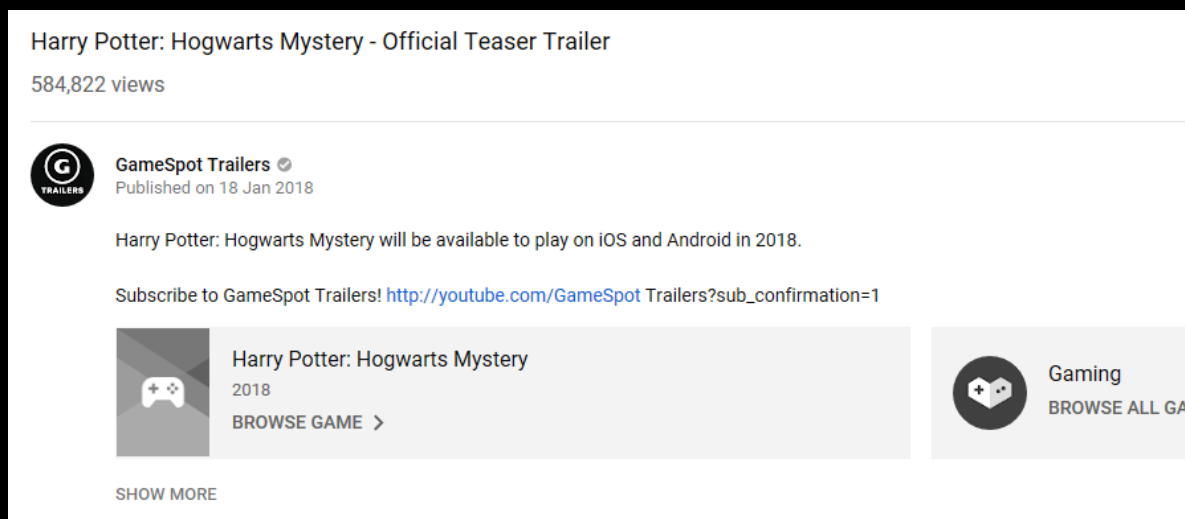 Harry Potter: Hogwarts Mystery - Official Teaser Trailer
584,822 views
G
TRAILERS
GameSpot Trailers
Published on 18 Jan 2018
Harry Potter: Hogwarts Mystery will be available to play on iOS and Android in 2018.
Subscribe to GameSpot Trailers! http://youtube.com/GameSpot Trailers?sub_confirmation=1
Harry Potter: Hogwarts Mystery
2018
BROWSE GAME
Gaming
BROWSE ALL GA
SHOW MORE